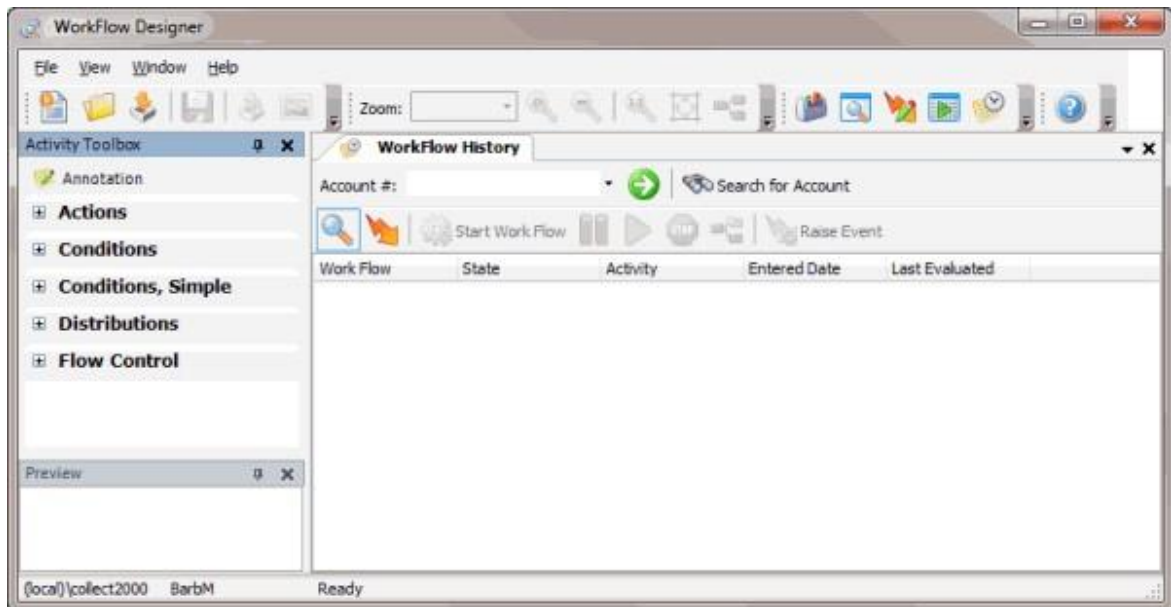 WorkFlow Designer
File View Window Help
Zoom:
Activity Toolbox
WorkFlow History
Annotation
Account #:
Search for Account
Actions
Start Work Flow
Raise Event
Conditions
Work Flow State Activity Entered Date Last Evaluated
Conditions, Simple
Distributions
Flow Control
Preview
(local)\collect2000 BarbM Ready